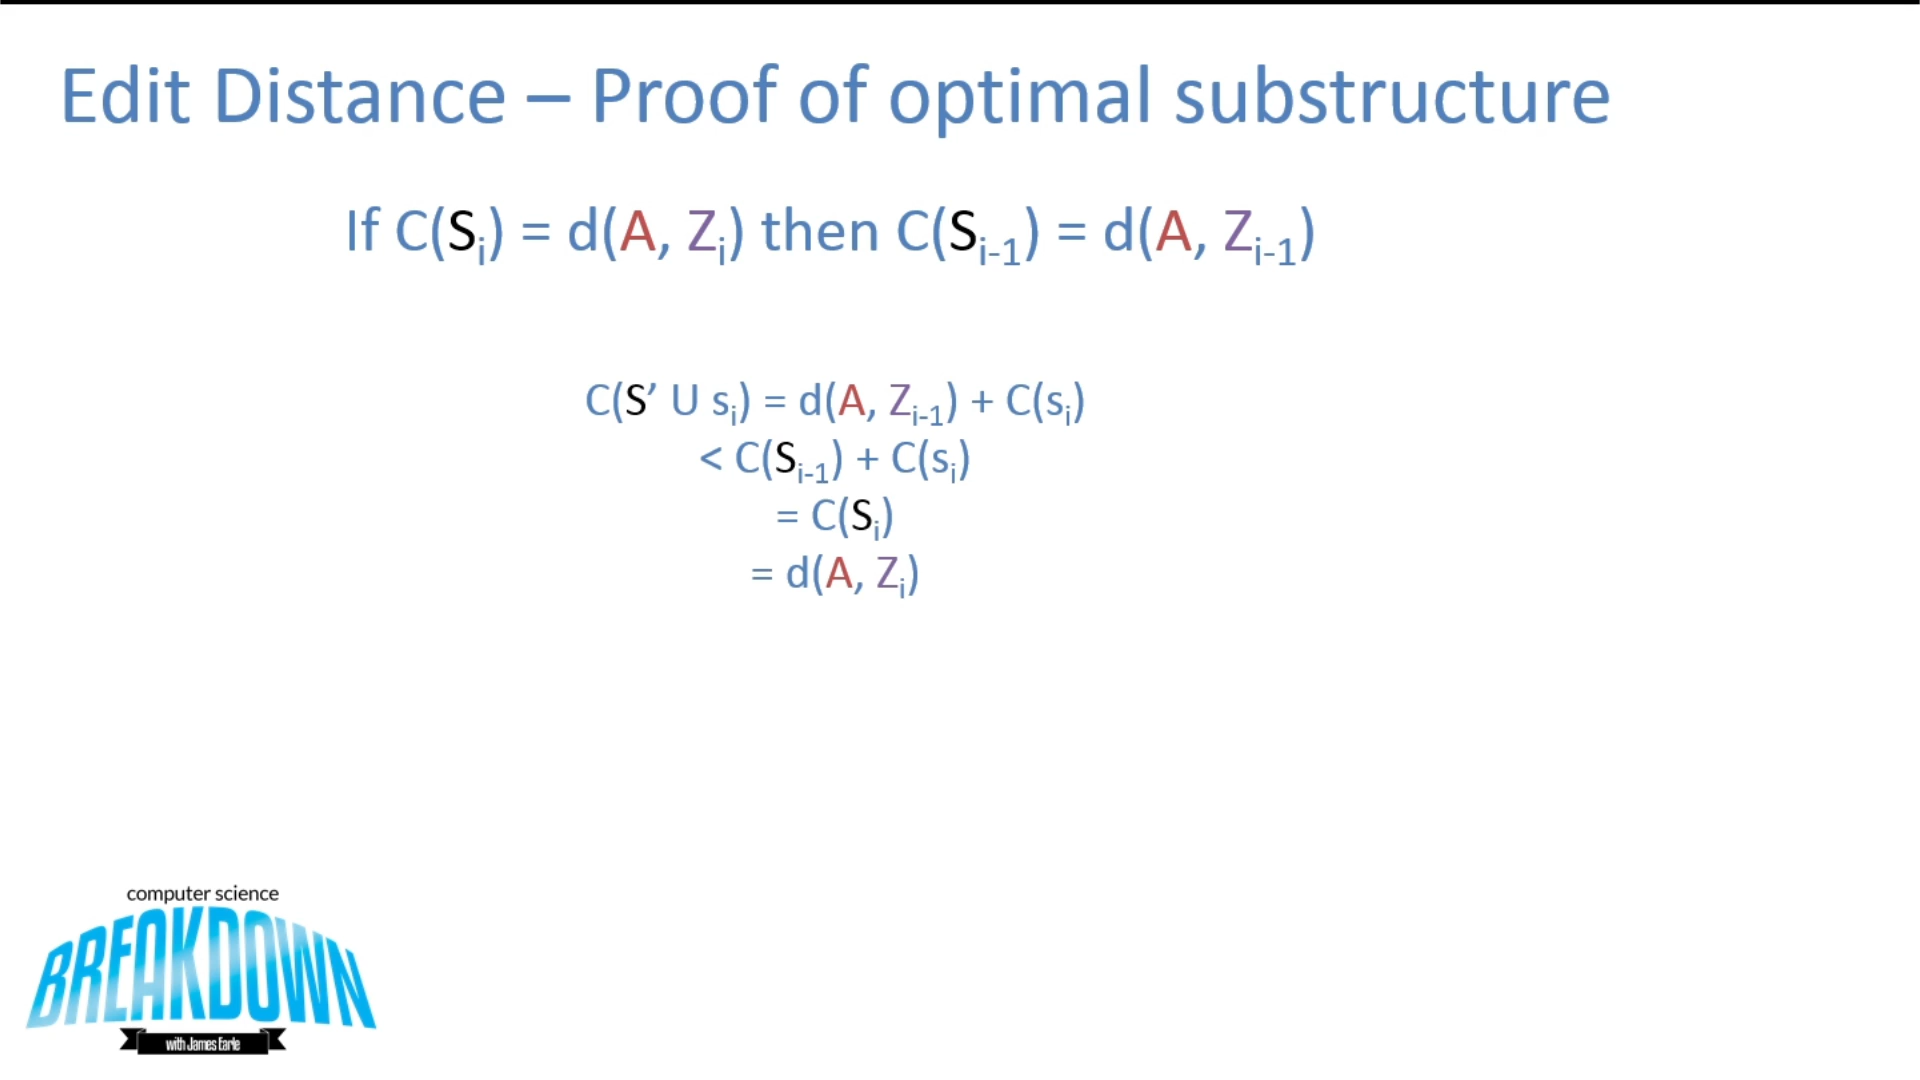 Edit Distance – Proof of optimal substructure
If C(Sᵢ) = d(A, Zᵢ) then C(Sᵢ₋₁) = d(A, Zᵢ₋₁)
C(S’ U sᵢ) = d(A, Zᵢ₋₁) + C(sᵢ)
< C(Sᵢ₋₁) + C(sᵢ)
= C(Sᵢ)
= d(A, Zᵢ)
computer science
BREAKDOWN
with James Earle